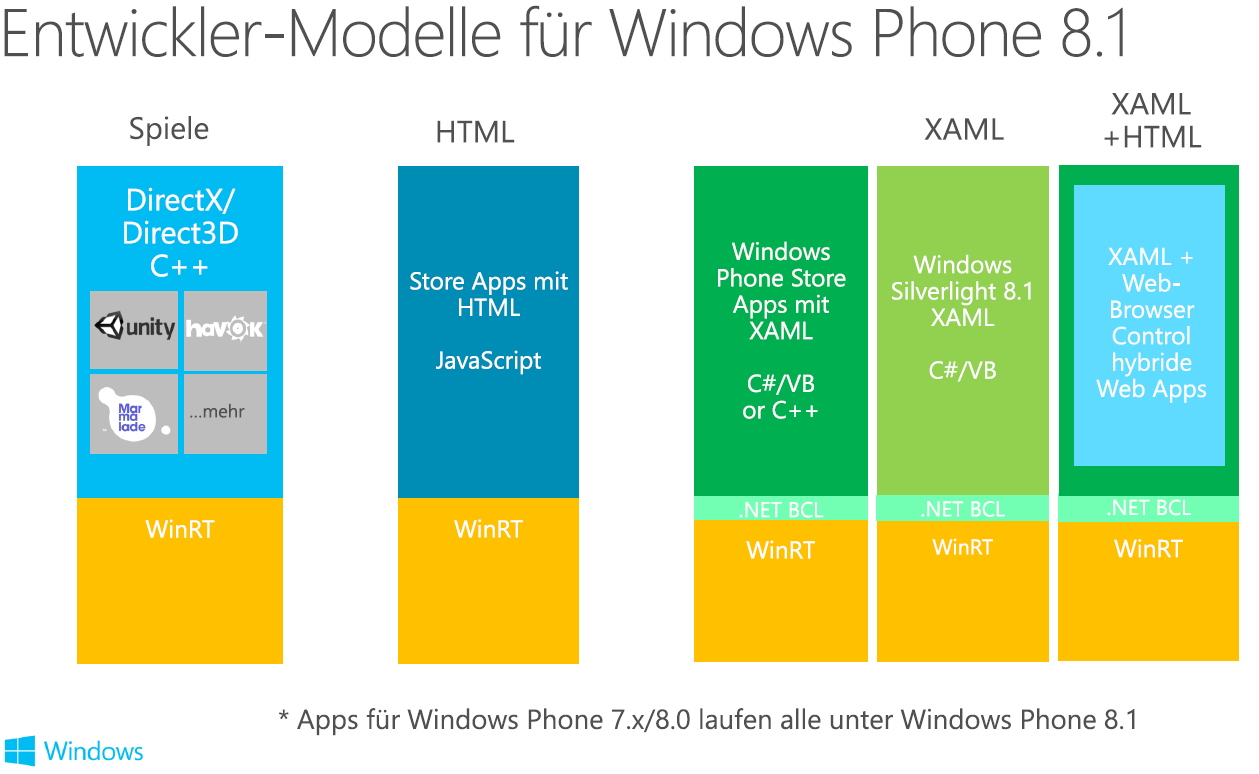 Entwickler-Modelle für Windows Phone 8.1
Spiele
DirectX/
Direct3D
C++
unity
havok
Mar
ma
lade
™
...mehr
WinRT
HTML
Store Apps mit
HTML
JavaScript
WinRT
Windows
Phone Store
Apps mit
XAML
C#/VB
or C++
.NET BCL
WinRT
XAML
Windows
Silverlight 8.1
XAML
C#/VB
.NET BCL
WinRT
XAML
+HTML
XAML +
Web-
Browser
Control
hybride
Web Apps
.NET BCL
WinRT
* Apps für Windows Phone 7.x/8.0 laufen alle unter Windows Phone 8.1
Windows